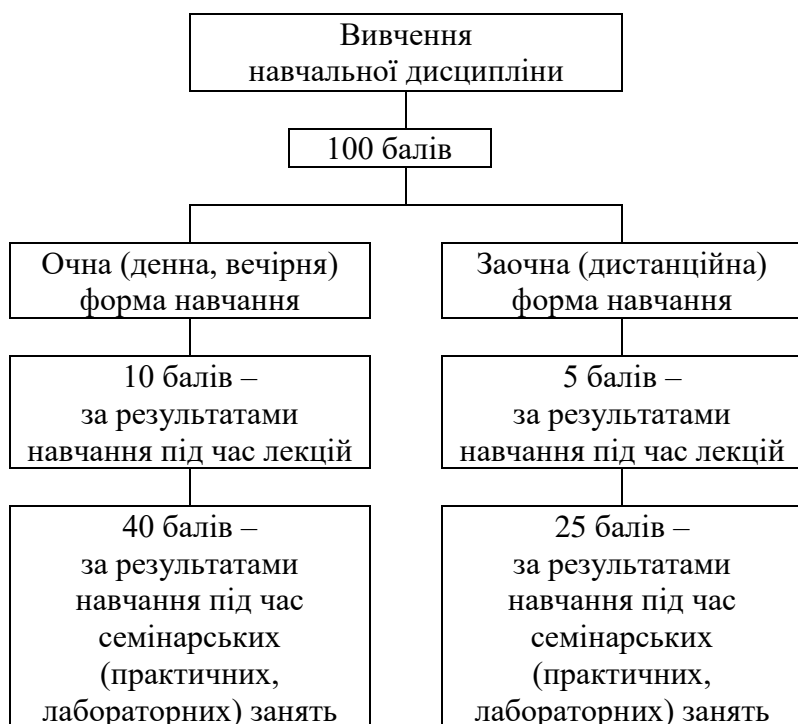 Вивчення
навчальної дисципліни
100 балів
Очна (денна, вечірня)
форма навчання
Заочна (дистанційна)
форма навчання
10 балів –
за результатами
навчання під час лекцій
5 балів –
за результатами
навчання під час лекцій
40 балів –
за результатами
навчання під час
семінарських
(практичних,
лабораторних) занять
25 балів –
за результатами
навчання під час
семінарських
(практичних,
лабораторних) занять